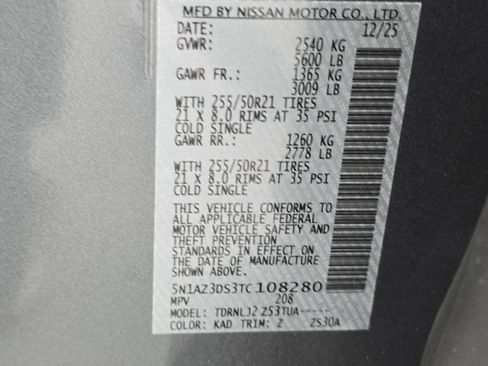 MFD BY NISSAN MOTOR CO., LTD.
DATE: 12/25
GVWR: 2540 KG
5600 LB
GAWR FR.: 1365 KG
3009 LB
WITH 255/50R21 TIRES
21 X 8.0 RIMS AT 35 PSI
COLD SINGLE
GAWR RR.: 1260 KG
2778 LB
WITH 255/50R21 TIRES
21 X 8.0 RIMS AT 35 PSI
COLD SINGLE
THIS VEHICLE CONFORMS TO
ALL APPLICABLE FEDERAL
MOTOR VEHICLE SAFETY AND
THEFT PREVENTION
STANDARDS IN EFFECT ON
THE DATE OF MANUFACTURE
SHOWN ABOVE.
5N1AZ3DS3TC108280
MPV 208
MODEL: TDRNLJ2 Z53TUA-----
COLOR: KAD TRIM: Z ZS30A